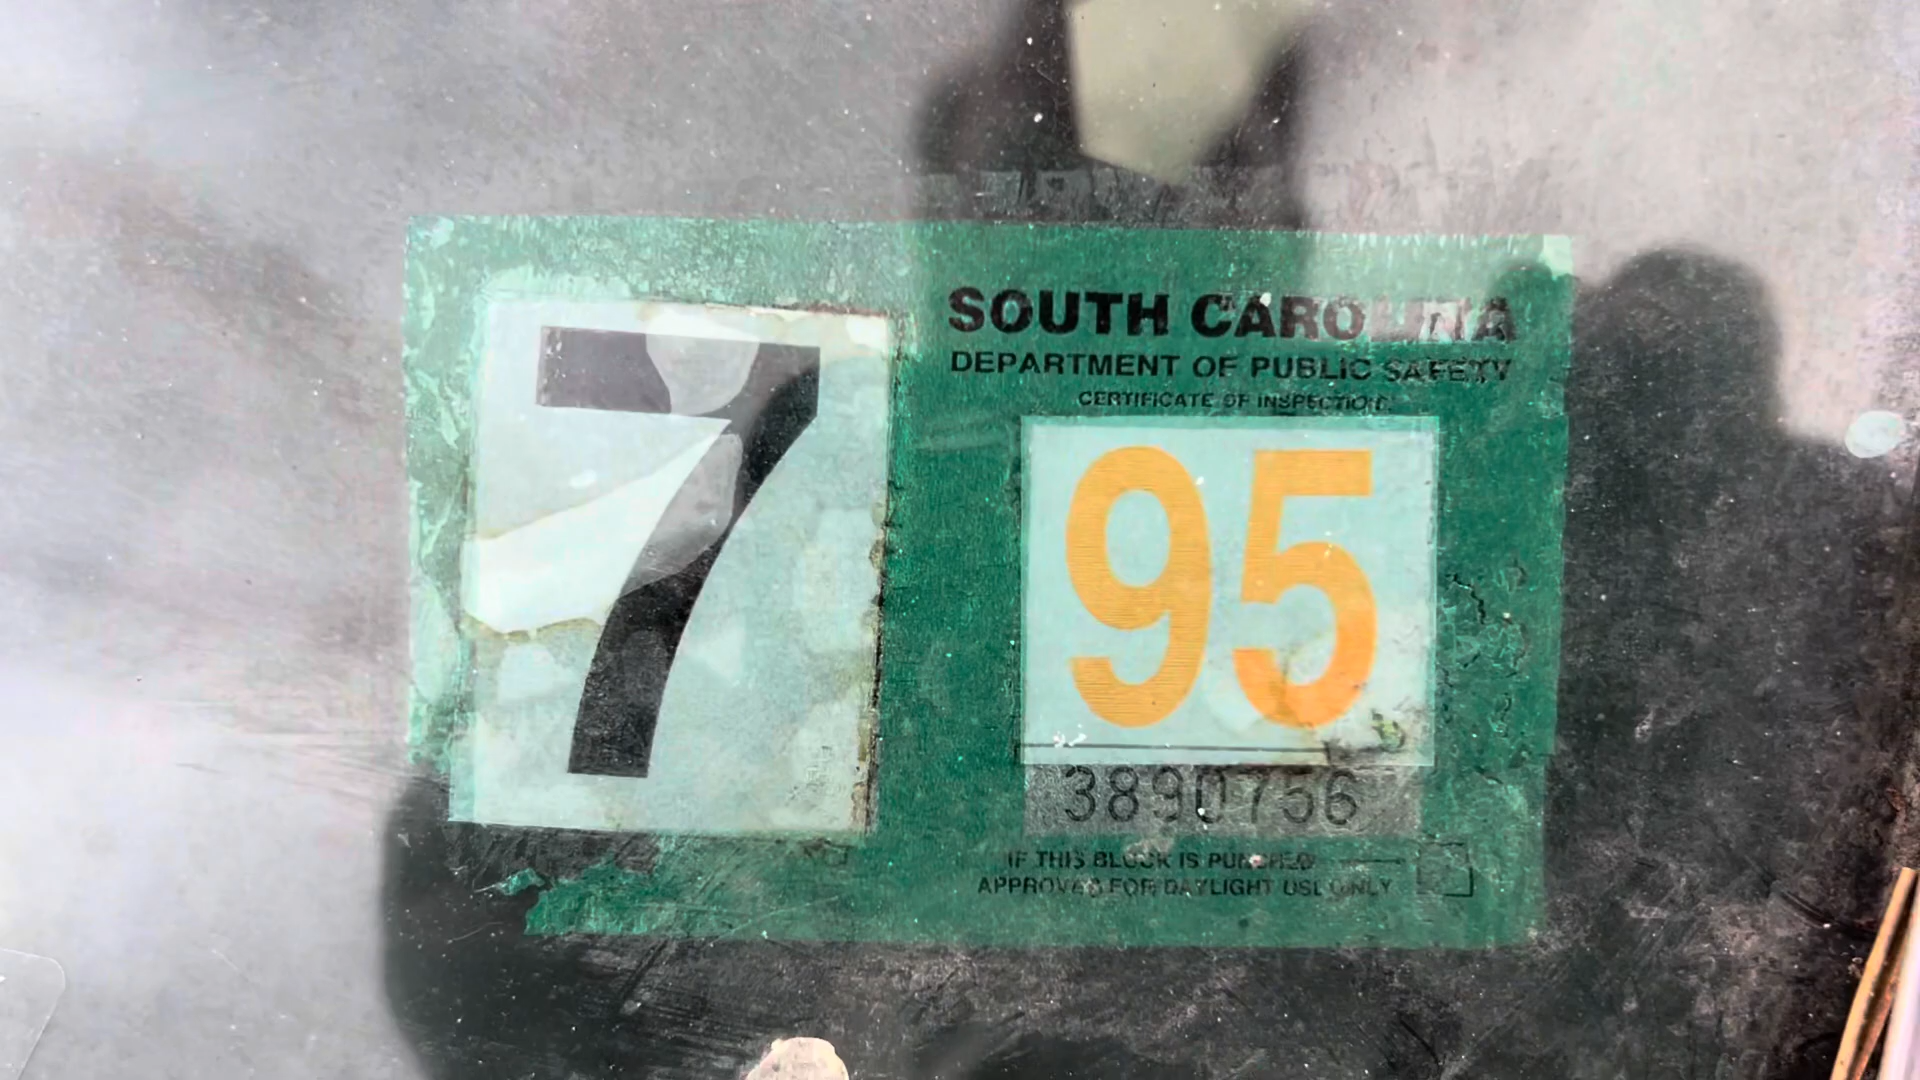 7
SOUTH CAROLINA
DEPARTMENT OF PUBLIC SAFETY
CERTIFICATE OF INSPECTION
95
3890756
IF THIS BLOCK IS PUNCHED
APPROVED FOR DAYLIGHT USE ONLY